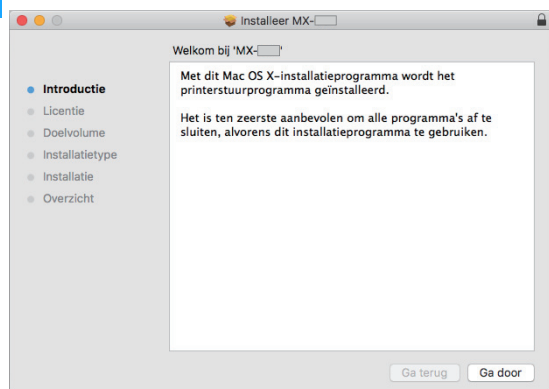 Installeer MX-
Welkom bij 'MX-    '
Introductie
Licentie
Doelvolume
Installatietype
Installatie
Overzicht
Met dit Mac OS X-installatieprogramma wordt het
printerstuurprogramma geïnstalleerd.
Het is ten zeerste aanbevolen om alle programma's af te
sluiten, alvorens dit installatieprogramma te gebruiken.
Ga terug
Ga door